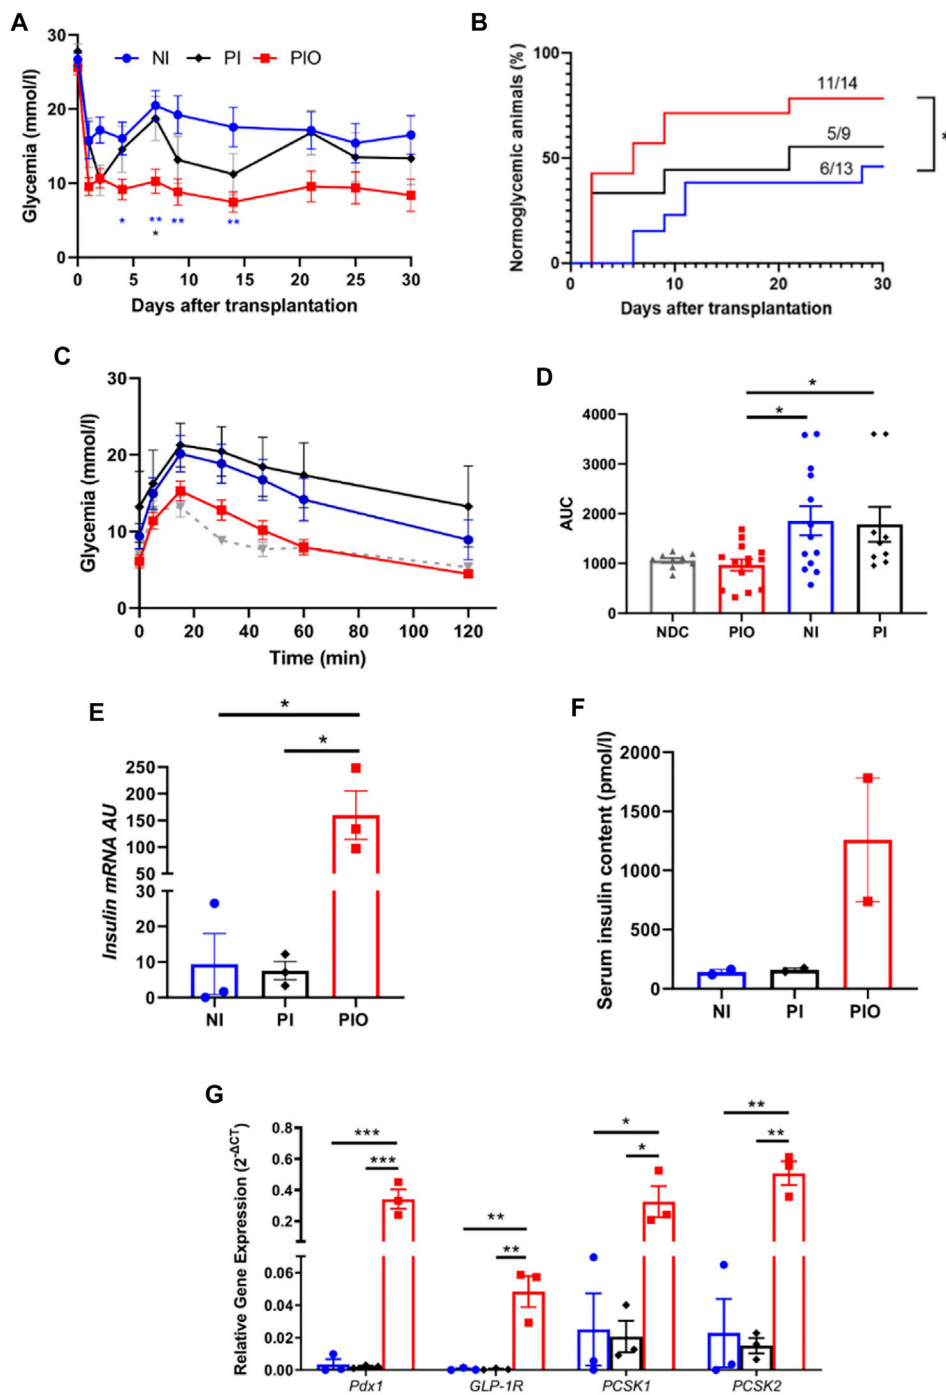 A
NI PI PIO
Glycemia (mmol/l)
30
20
10
0
* ** ** **
*
0 5 10 15 20 25 30
Days after transplantation
B
Normoglycemic animals (%)
100
50
0
11/14
5/9
6/13
*
0 10 20 30
Days after transplantation
C
Glycemia (mmol/l)
30
20
10
0
0 20 40 60 80 100 120
Time (min)
D
AUC
4000
3000
2000
1000
0
*
*
NDC PIO NI PI
E
Insulin mRNA AU
*
*
250
200
150
100
50
30
20
10
0
NI PI PIO
F
Serum insulin content (pmol/l)
2000
1500
1000
500
0
NI PI PIO
G
Relative Gene Expression (2^-ΔCT)
0.8
0.6
0.4
0.2
0.06
0.04
0.02
0.00
*** ***
** **
* *
** **
Pdx1 GLP-1R PCSK1 PCSK2